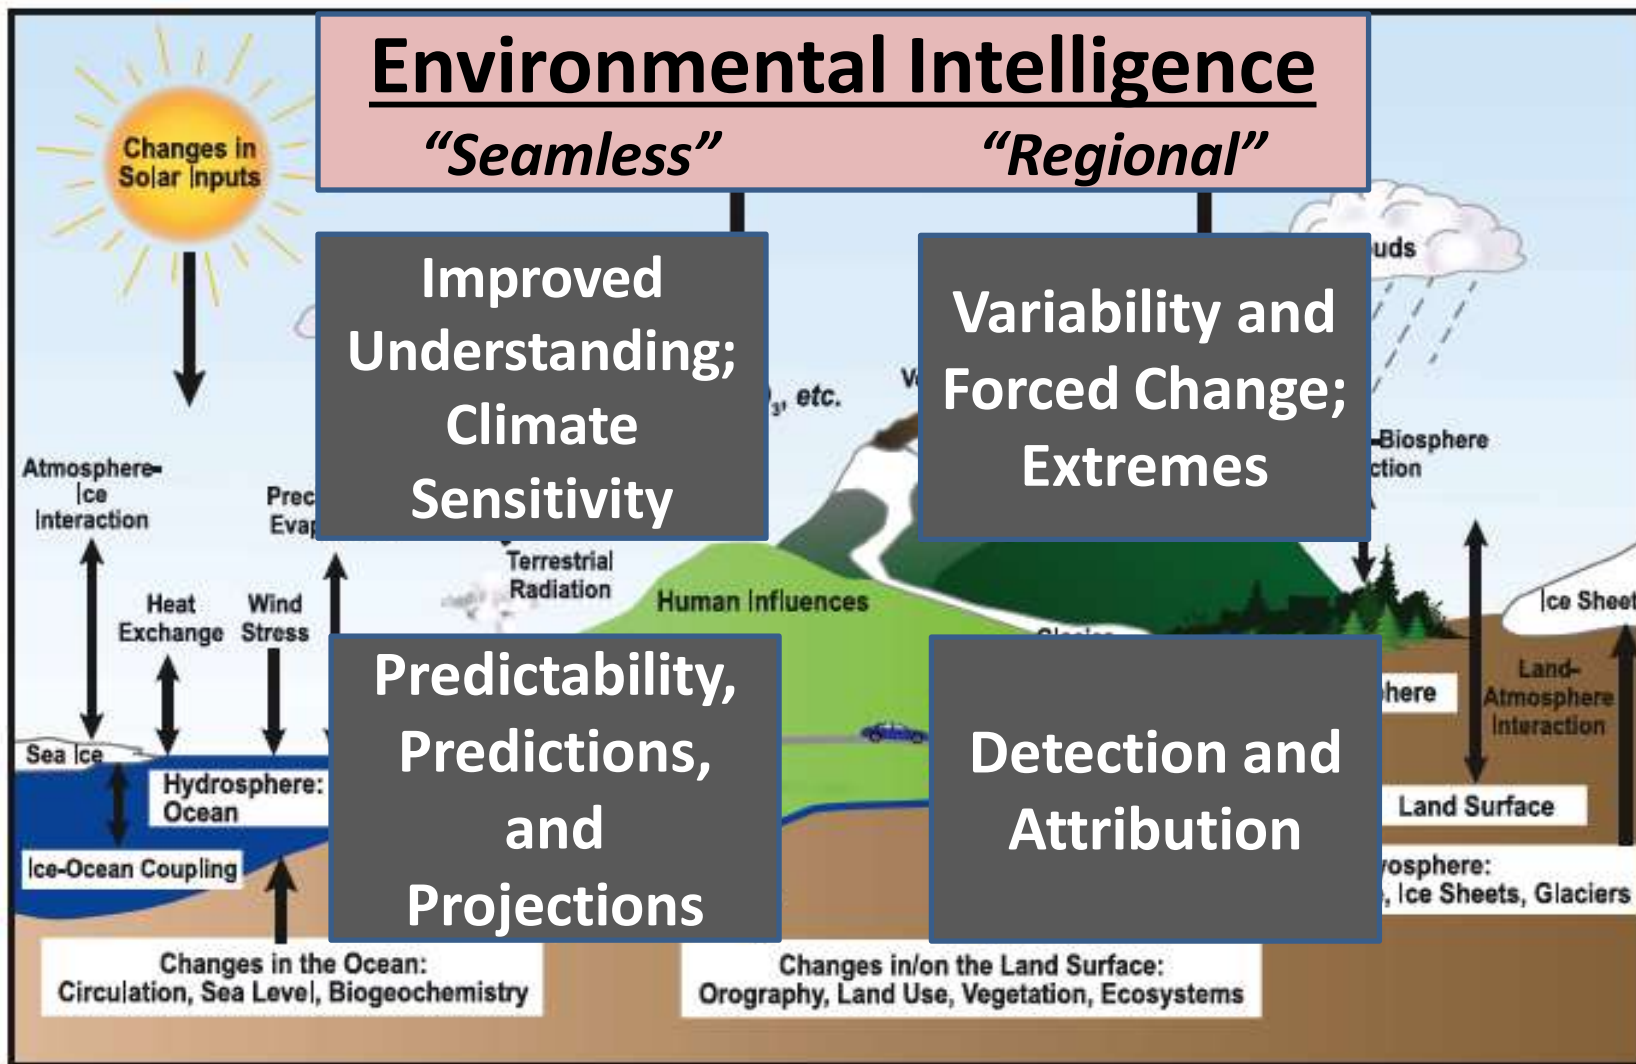 Environmental Intelligence
“Seamless” “Regional”
Changes in
Solar Inputs
Improved
Understanding;
Climate
Sensitivity
Variability and
Forced Change;
Extremes
etc.
Atmosphere-
Ice
Interaction
Biosphere
Terrestrial
Radiation
Heat
Exchange
Wind
Stress
Human Influences
Ice Sheet
Land-
Atmosphere
Interaction
Predictability,
Predictions,
and
Projections
Detection and
Attribution
Sea Ice
Hydrosphere:
Ocean
Land Surface
Ice-Ocean Coupling
Ice Sheets, Glaciers
Changes in the Ocean:
Circulation, Sea Level, Biogeochemistry
Changes in/on the Land Surface:
Orography, Land Use, Vegetation, Ecosystems